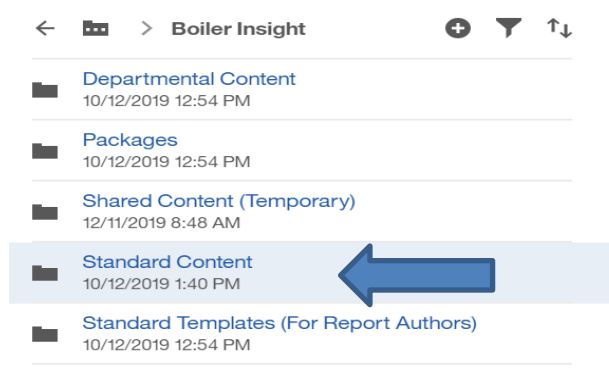 Boiler Insight
Departmental Content
10/12/2019 12:54 PM
Packages
10/12/2019 12:54 PM
Shared Content (Temporary)
12/11/2019 8:48 AM
Standard Content
10/12/2019 1:40 PM
Standard Templates (For Report Authors)
10/12/2019 12:54 PM